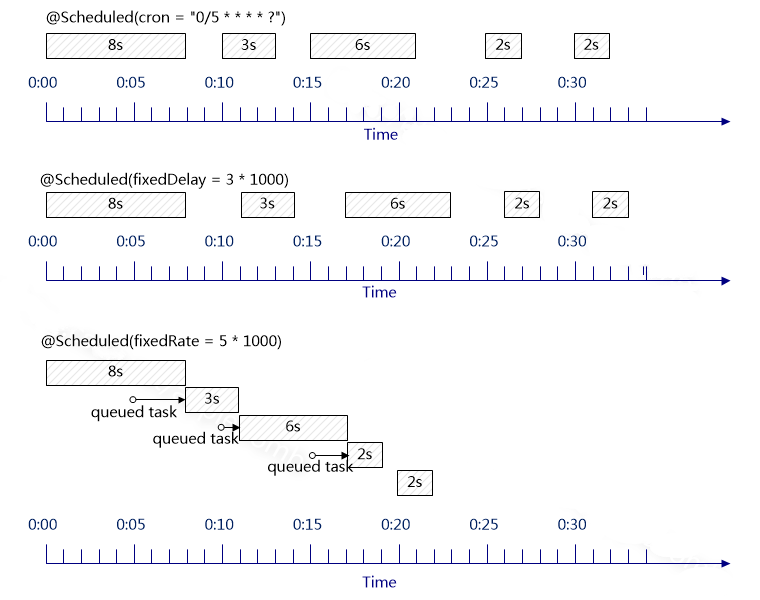 @Scheduled(cron = "0/5 * * * * ?")
8s 3s 6s 2s 2s
0:00 0:05 0:10 0:15 0:20 0:25 0:30
Time
@Scheduled(fixedDelay = 3 * 1000)
8s 3s 6s 2s 2s
0:00 0:05 0:10 0:15 0:20 0:25 0:30
Time
@Scheduled(fixedRate = 5 * 1000)
8s
3s
queued task
6s
queued task
2s
queued task
2s
0:00 0:05 0:10 0:15 0:20 0:25 0:30
Time